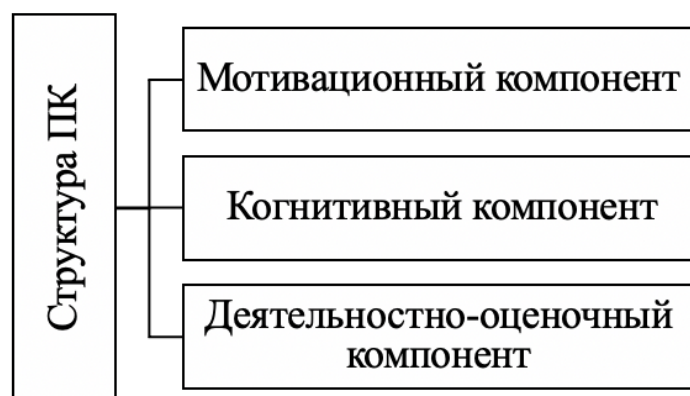 Структура ПК
Мотивационный компонент
Когнитивный компонент
Деятельностно-оценочный
компонент